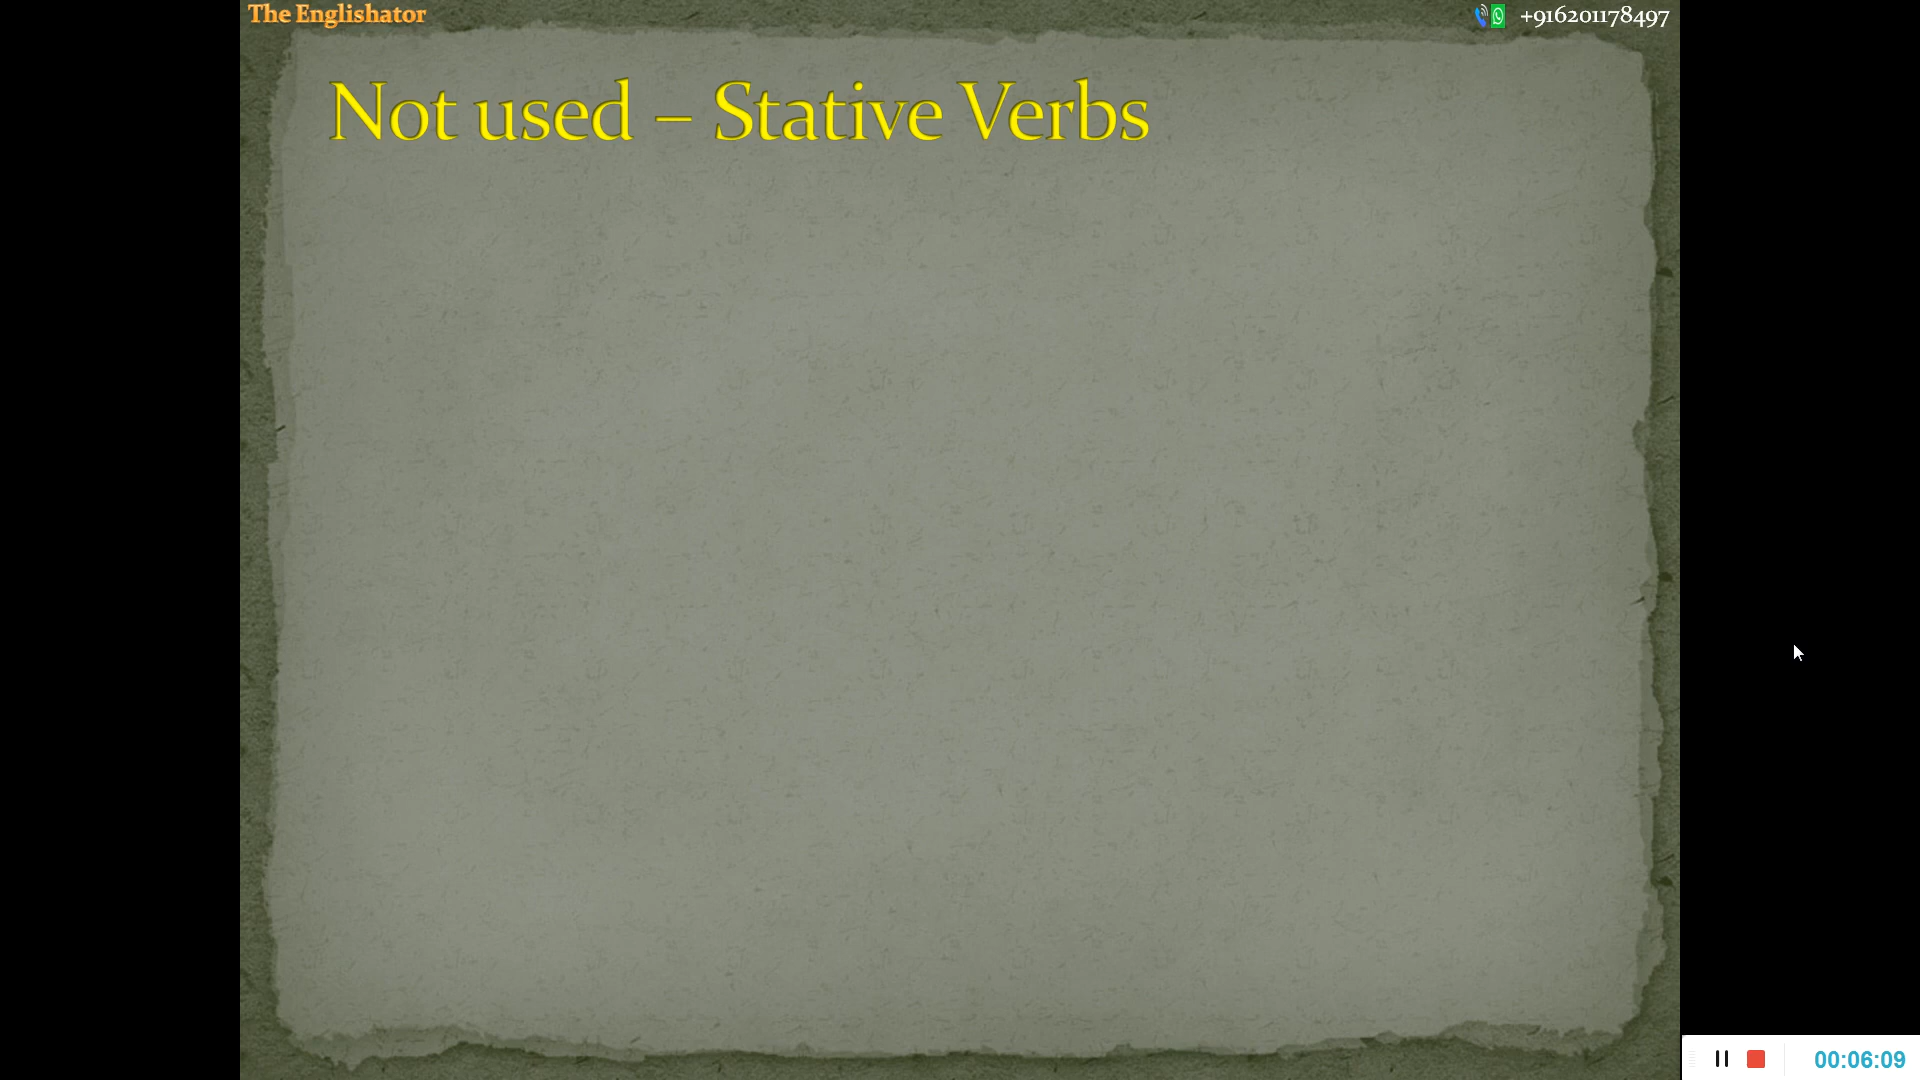 The Englishator
+916201178497
Not used – Stative Verbs
00:06:09